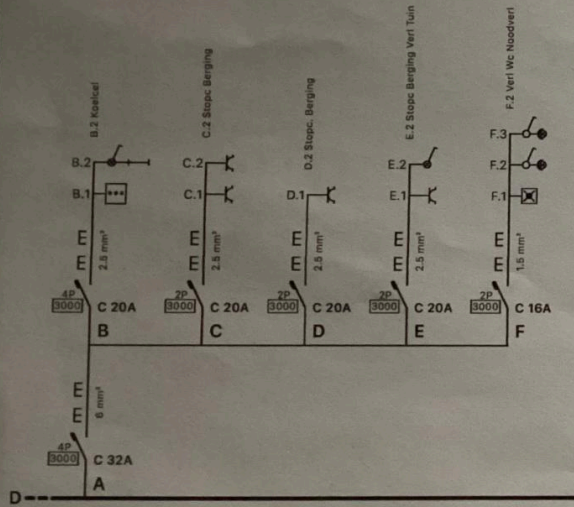 B.2 Koelcel
C.2 Stopc Berging
D.2 Stopc. Berging
E.2 Stopc Berging Verl Tuin
F.2 Verl Wc Noodverl
B.2
B.1
***
C.2
C.1
D.1
E.2
E.1
F.3
F.2
F.1
E E 2.5 mm²
E E 2.5 mm²
E E 2.5 mm²
E E 2.5 mm²
E E 1.5 mm²
4P
3000
C 20A
B
2P
3000
C 20A
C
2P
3000
C 20A
D
2P
3000
C 20A
E
2P
3000
C 16A
F
E E 6 mm²
4P
3000
C 32A
A
D